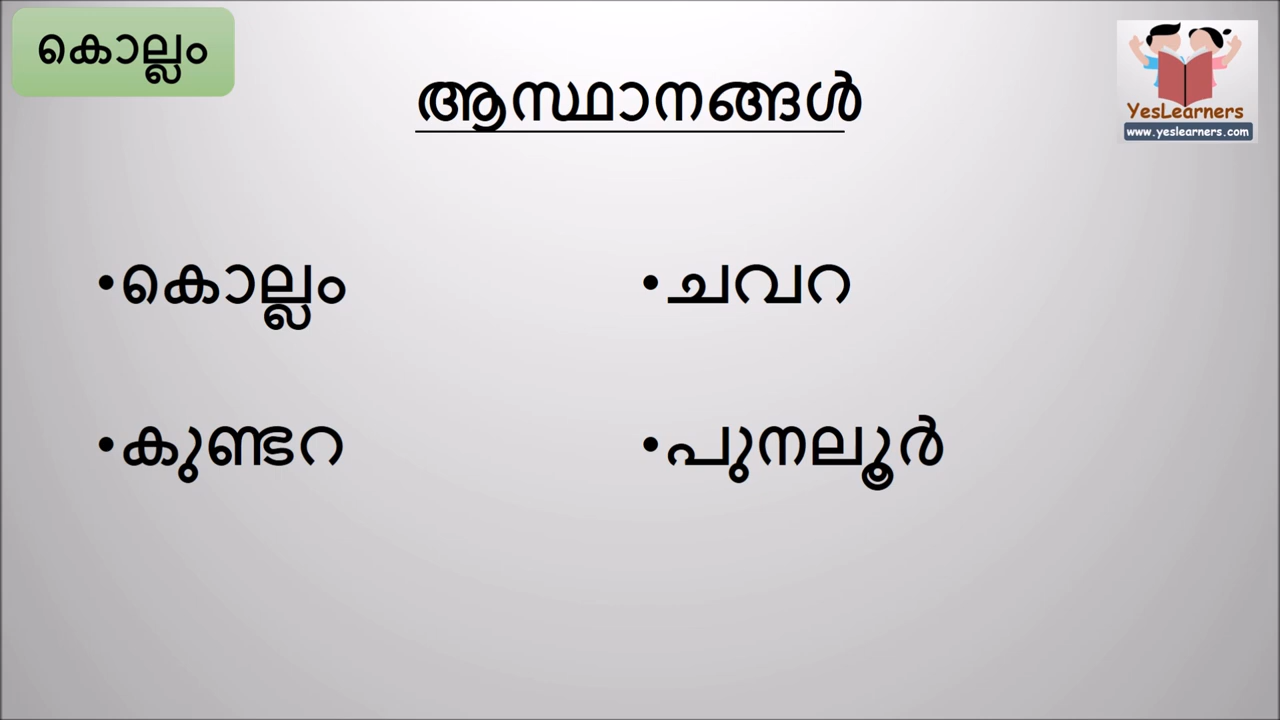 കൊല്ലം
ആസ്ഥാനങ്ങൾ
YesLearners
www.yeslearners.com
•കൊല്ലം
•ചവറ
•കുണ്ടറ
•പുനലൂർ